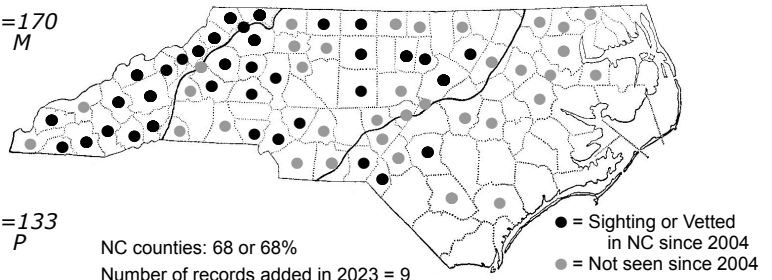 =170
M
=133
P
NC counties: 68 or 68%
Number of records added in 2023 = 9
= Sighting or Vetted
in NC since 2004
= Not seen since 2004